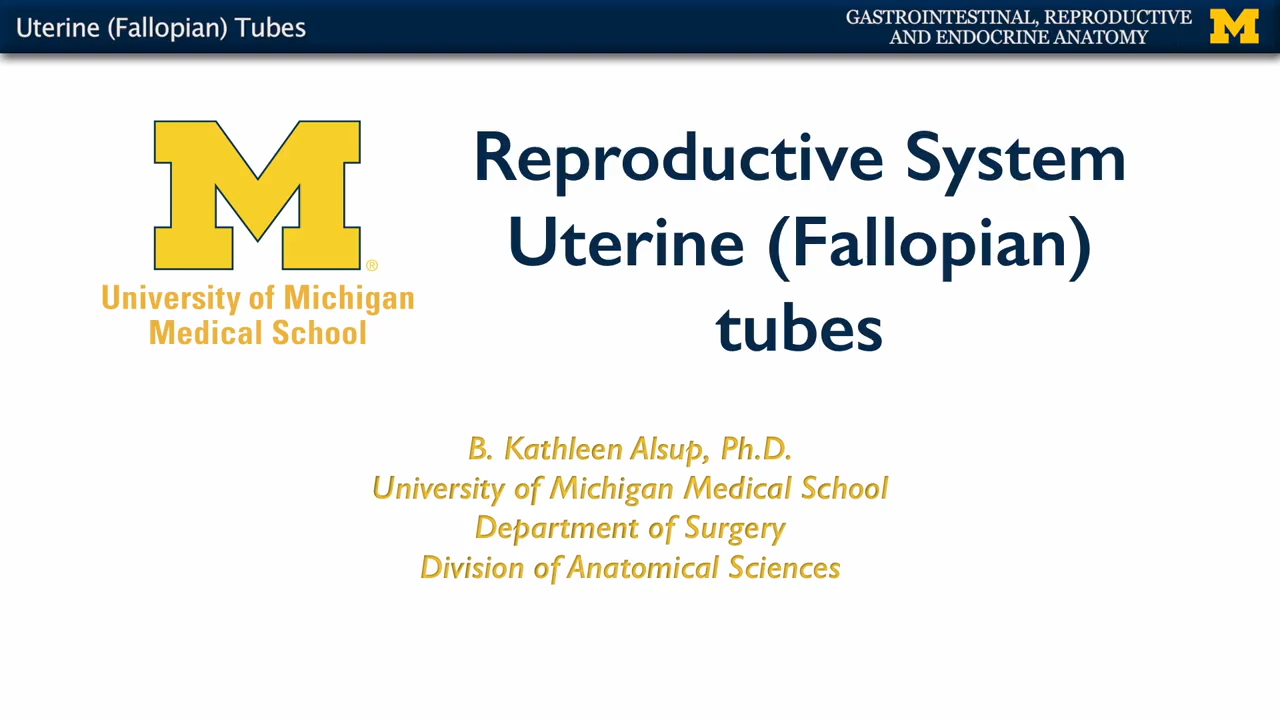 Uterine (Fallopian) Tubes
GASTROINTESTINAL, REPRODUCTIVE
AND ENDOCRINE ANATOMY
M
M
®
University of Michigan
Medical School
Reproductive System
Uterine (Fallopian)
tubes
B. Kathleen Alsup, Ph.D.
University of Michigan Medical School
Department of Surgery
Division of Anatomical Sciences